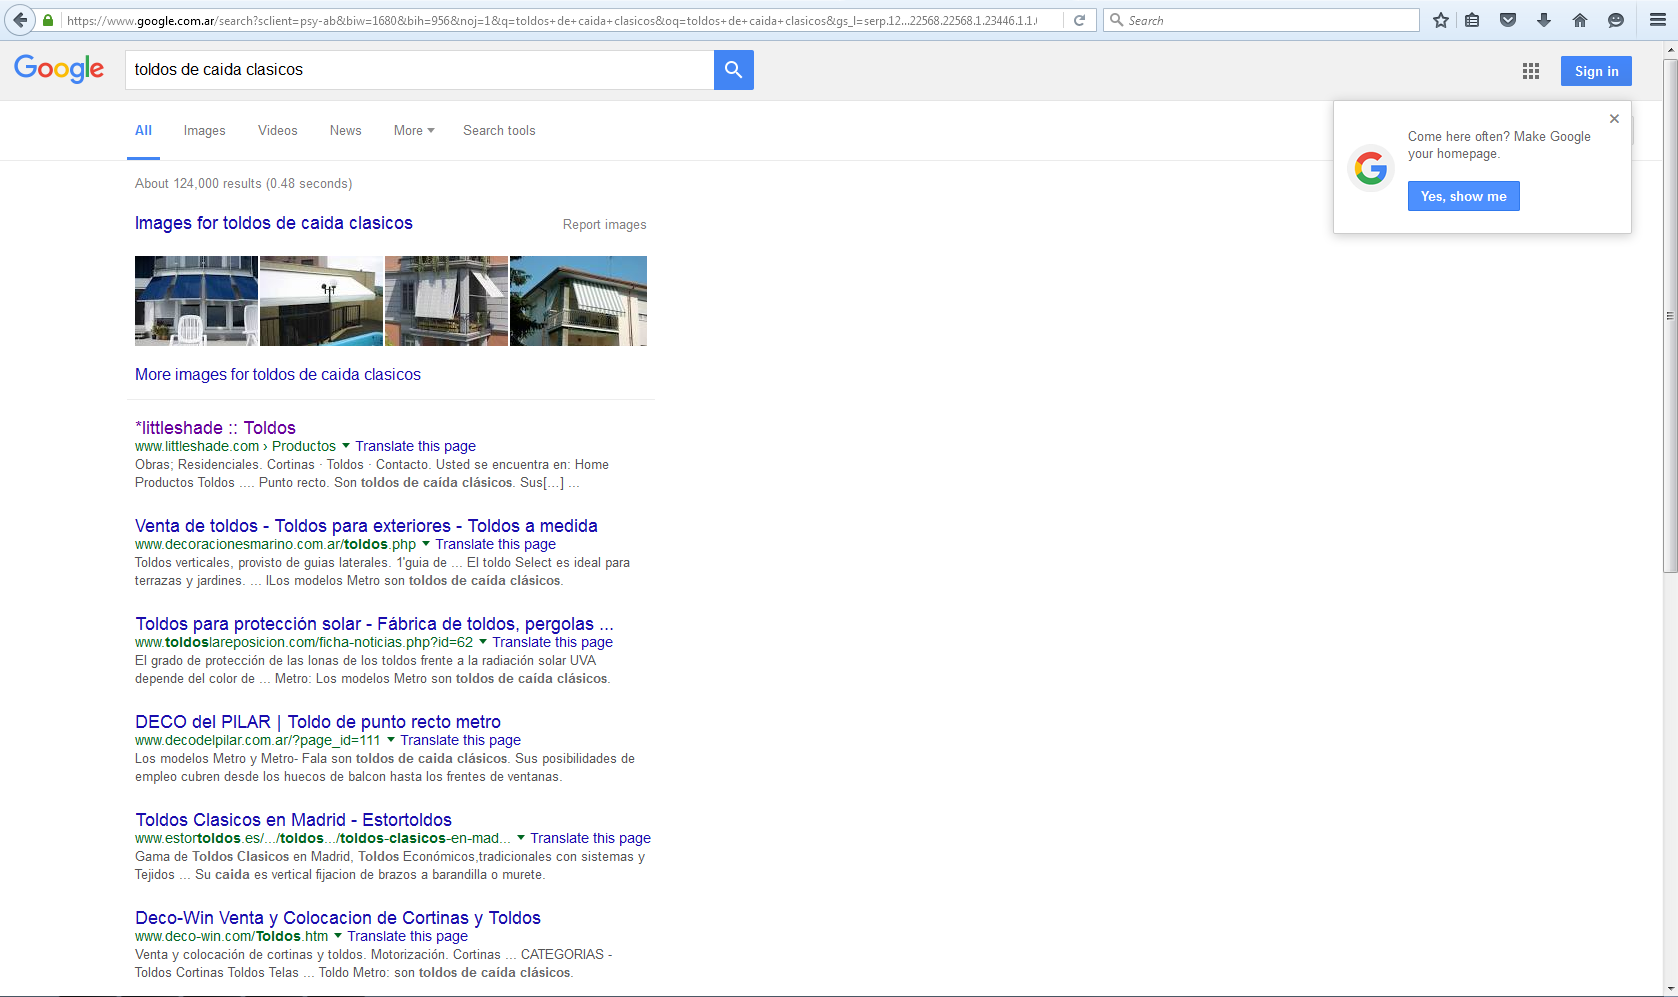 https://www.google.com.ar/search?sclient=psy-ab&biw=1680&bih=956&noj=1&q=toldos+de+caida+clasicos&oq=toldos+de+caida+clasicos&gs_l=serp.12...22568.22568.1.23446.1.1.
Search
Google
toldos de caida clasicos
Sign in
All Images Videos News More Search tools
Come here often? Make Google
your homepage.
Yes, show me
About 124,000 results (0.48 seconds)
Images for toldos de caida clasicos
Report images
More images for toldos de caida clasicos
*littleshade :: Toldos
www.littleshade.com › Productos Translate this page
Obras; Residenciales. Cortinas · Toldos · Contacto. Usted se encuentra en: Home
Productos Toldos .... Punto recto. Son toldos de caída clásicos. Sus[...] ...
Venta de toldos - Toldos para exteriores - Toldos a medida
www.decoracionesmarino.com.ar/toldos.php Translate this page
Toldos verticales, provisto de guias laterales. 1'guia de ... El toldo Select es ideal para
terrazas y jardines. ... lLos modelos Metro son toldos de caída clásicos.
Toldos para protección solar - Fábrica de toldos, pergolas ...
www.toldoslareposicion.com/ficha-noticias.php?id=62 Translate this page
El grado de protección de las lonas de los toldos frente a la radiación solar UVA
depende del color de ... Metro: Los modelos Metro son toldos de caída clásicos.
DECO del PILAR | Toldo de punto recto metro
www.decodelpilar.com.ar/?page_id=111 Translate this page
Los modelos Metro y Metro- Fala son toldos de caida clásicos. Sus posibilidades de
empleo cubren desde los huecos de balcon hasta los frentes de ventanas.
Toldos Clasicos en Madrid - Estortoldos
www.estortoldos.es/.../toldos.../toldos-clasicos-en-mad... Translate this page
Gama de Toldos Clasicos en Madrid, Toldos Económicos,tradicionales con sistemas y
Tejidos ... Su caida es vertical fijacion de brazos a barandilla o murete.
Deco-Win Venta y Colocacion de Cortinas y Toldos
www.deco-win.com/Toldos.htm Translate this page
Venta y colocación de cortinas y toldos. Motorización. Cortinas ... CATEGORIAS -
Toldos Cortinas Toldos Telas ... Toldo Metro: son toldos de caída clásicos.